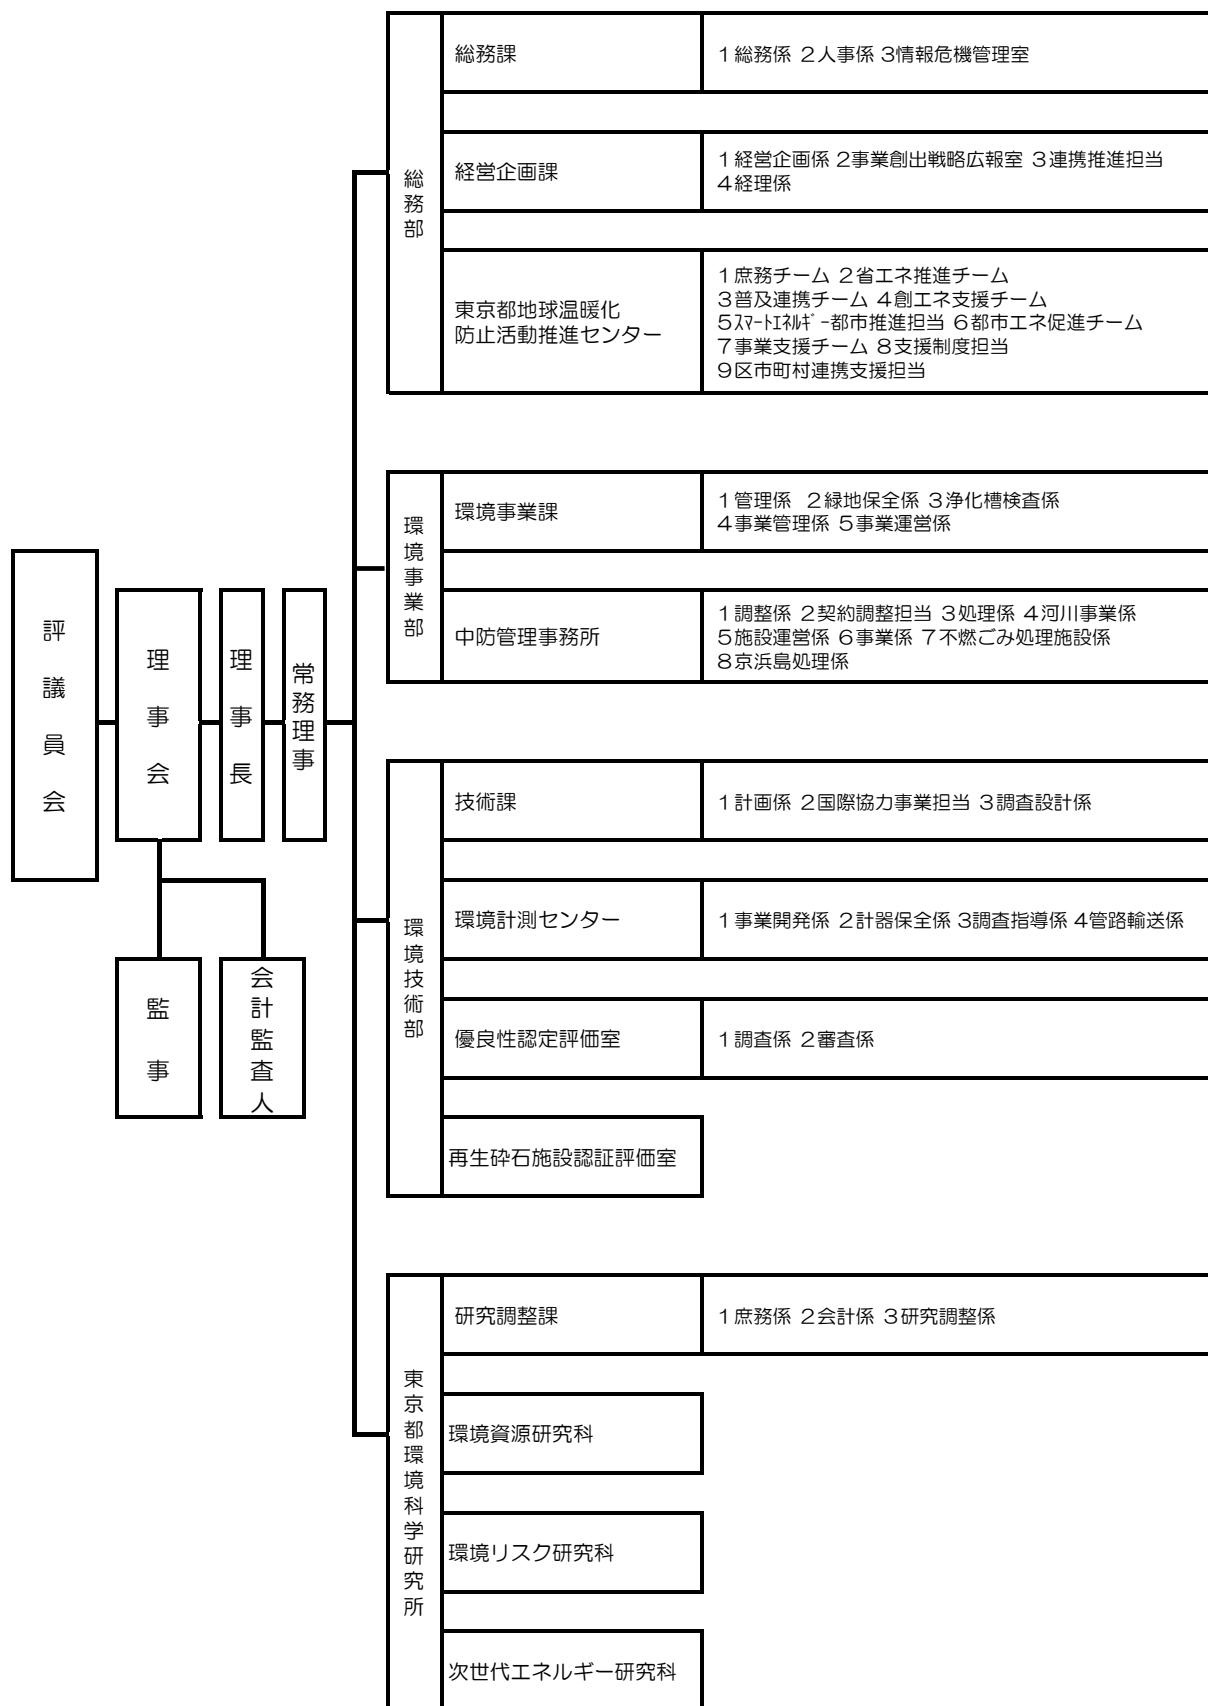 評議員会
理事会
理事長
常務理事
監事
会計監査人
総務部
総務課
1総務係 2人事係 3情報危機管理室
経営企画課
1経営企画係 2事業創出戦略広報室 3連携推進担当
4経理係
東京都地球温暖化
防止活動推進センター
1庶務チーム 2省エネ推進チーム
3普及連携チーム 4創エネ支援チーム
5ｽﾏｰﾄｴﾈﾙｷﾞｰ都市推進担当 6都市エネ促進チーム
7事業支援チーム 8支援制度担当
9区市町村連携支援担当
環境事業部
環境事業課
1管理係 2緑地保全係 3浄化槽検査係
4事業管理係 5事業運営係
中防管理事務所
1調整係 2契約調整担当 3処理係 4河川事業係
5施設運営係 6事業係 7不燃ごみ処理施設係
8京浜島処理係
環境技術部
技術課
1計画係 2国際協力事業担当 3調査設計係
環境計測センター
1事業開発係 2計器保全係 3調査指導係 4管路輸送係
優良性認定評価室
1調査係 2審査係
再生砕石施設認証評価室
東京都環境科学研究所
研究調整課
1庶務係 2会計係 3研究調整係
環境資源研究科
環境リスク研究科
次世代エネルギー研究科